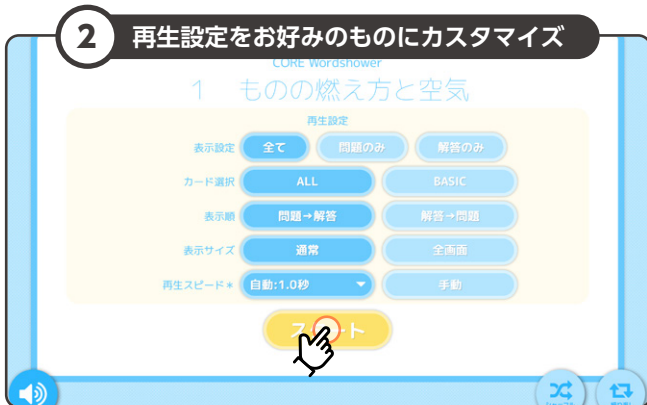 2 再生設定をお好みのものにカスタマイズ
CORE Wordshower
1 ものの燃え方と空気
再生設定
表示設定 全て 問題のみ 解答のみ
カード選択 ALL BASIC
表示順 問題→解答 解答→問題
表示サイズ 通常 全画面
再生スピード* 自動:1.0秒 手動
スタート